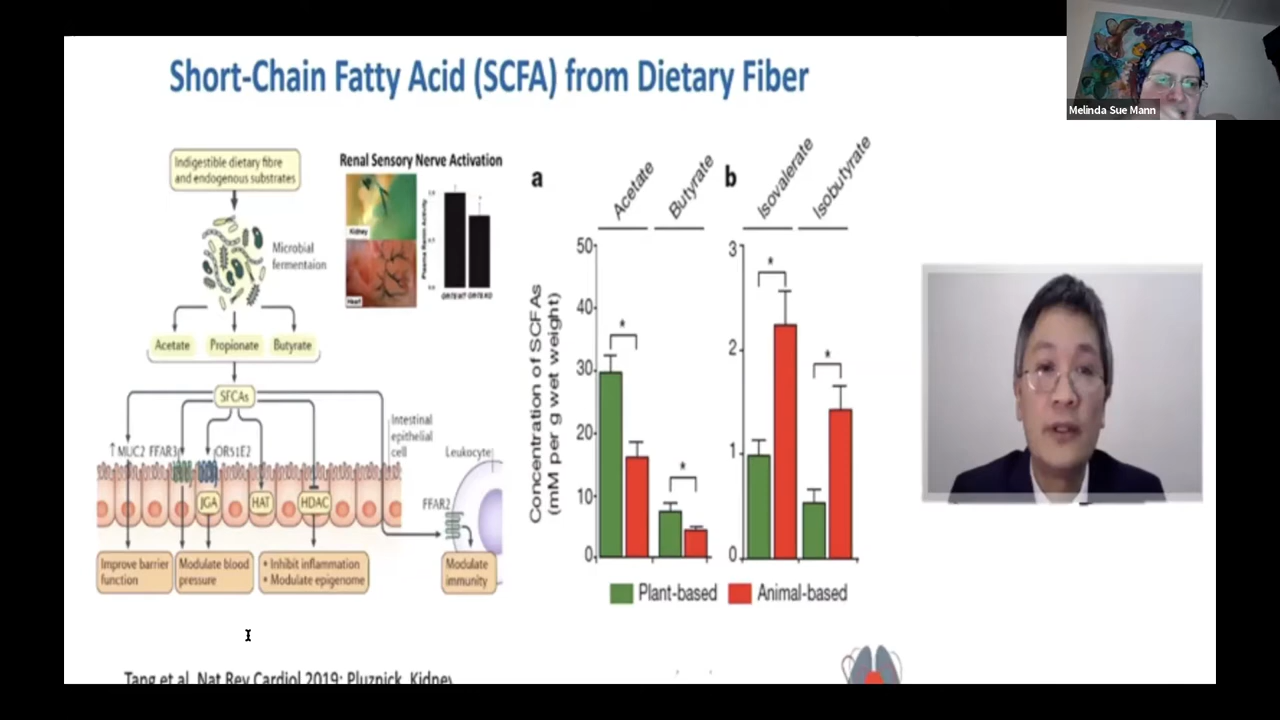 Short-Chain Fatty Acid (SCFA) from Dietary Fiber
Melinda Sue Mann
Indigestible dietary fibre
and endogenous substrates
Microbial
fermentaion
Acetate
Propionate
Butyrate
SFCAs
↑ MUC2
FFAR3
OR51E2
Intestinal
epithelial
cell
Leukocyte
FFAR2
JGA
HAT
HDAC
Improve barrier
function
Modulate blood
pressure
• Inhibit inflammation
• Modulate epigenome
Modulate
immunity
Renal Sensory Nerve Activation
Kidney
Heart
Plasma Renin Activity
a
Acetate
Butyrate
Concentration of SCFAs
(mM per g wet weight)
50
40
30
20
10
0
b
Isovalerate
Isobutyrate
3
2
1
0
*
*
*
*
Plant-based
Animal-based
Tang et al, Nat Rev Cardiol 2019; Pluznick, Kidney